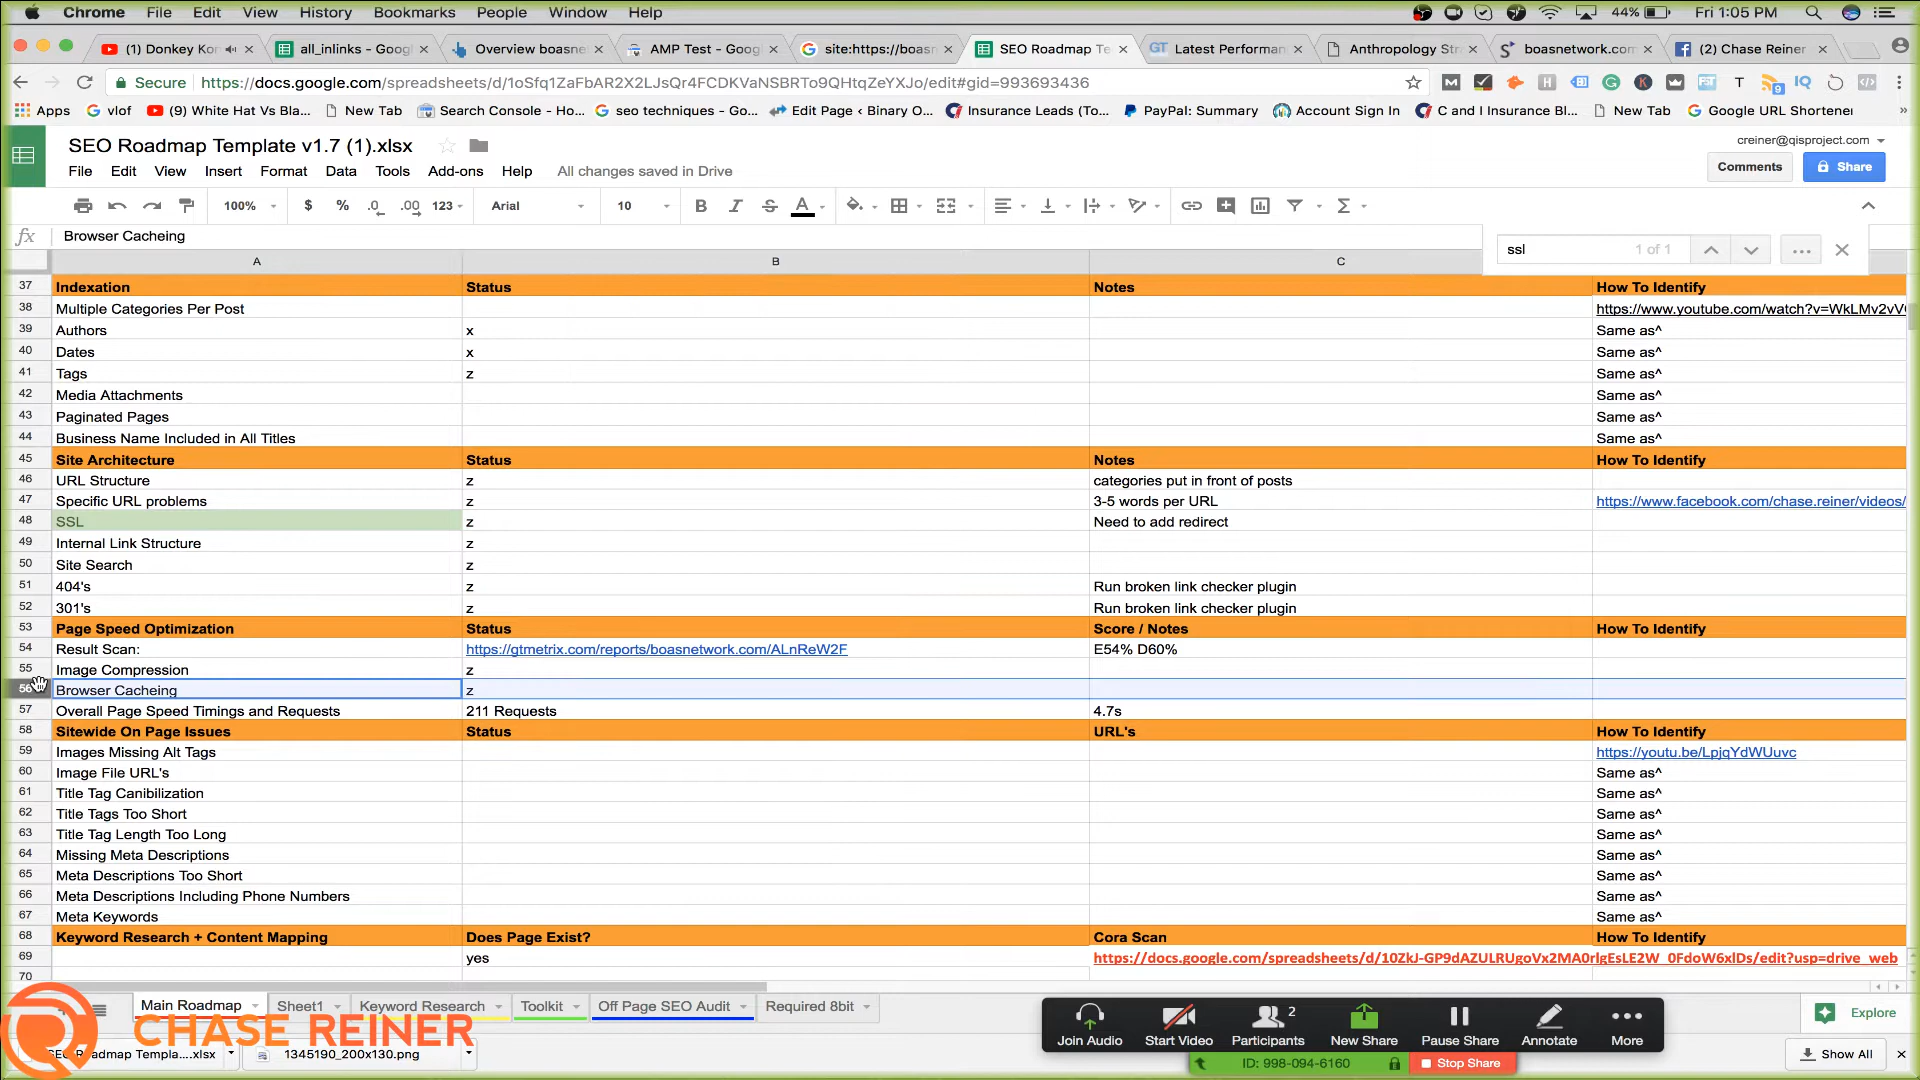 Chrome File Edit View History Bookmarks People Window Help 44% Fri 1:05 PM
(1) Donkey Kon all_inlinks - Goog Overview boasne AMP Test - Goog site:https://boas SEO Roadmap Te GT Latest Performan Anthropology Str boasnetwork.com (2) Chase Reiner
Secure https://docs.google.com/spreadsheets/d/1oSfq1ZaFbAR2X2LJsQr4FCDKVaNSBRTo9QHtqZeYXJo/edit#gid=993693436
Apps vlof (9) White Hat Vs Bla... New Tab Search Console - Ho... seo techniques - Go... Edit Page ‹ Binary O... Insurance Leads (To... PayPal: Summary Account Sign In C and I Insurance Bl... New Tab Google URL Shortener »
SEO Roadmap Template v1.7 (1).xlsx
creiner@qisproject.com
File Edit View Insert Format Data Tools Add-ons Help All changes saved in Drive
Comments Share
100% $ % .0 .00 123 Arial 10 B I S A
fx Browser Cacheing
ssl 1 of 1
A B C
37 Indexation Status Notes How To Identify
38 Multiple Categories Per Post https://www.youtube.com/watch?v=WkLMv2vV
39 Authors x Same as^
40 Dates x Same as^
41 Tags z Same as^
42 Media Attachments Same as^
43 Paginated Pages Same as^
44 Business Name Included in All Titles Same as^
45 Site Architecture Status Notes How To Identify
46 URL Structure z categories put in front of posts
47 Specific URL problems z 3-5 words per URL https://www.facebook.com/chase.reiner/videos/
48 SSL z Need to add redirect
49 Internal Link Structure z
50 Site Search z
51 404's z Run broken link checker plugin
52 301's z Run broken link checker plugin
53 Page Speed Optimization Status Score / Notes How To Identify
54 Result Scan: https://gtmetrix.com/reports/boasnetwork.com/ALnReW2F E54% D60%
55 Image Compression z
56 Browser Cacheing z
57 Overall Page Speed Timings and Requests 211 Requests 4.7s
58 Sitewide On Page Issues Status URL's How To Identify
59 Images Missing Alt Tags https://youtu.be/LpjqYdWUuvc
60 Image File URL's Same as^
61 Title Tag Canibilization Same as^
62 Title Tags Too Short Same as^
63 Title Tag Length Too Long Same as^
64 Missing Meta Descriptions Same as^
65 Meta Descriptions Too Short Same as^
66 Meta Descriptions Including Phone Numbers Same as^
67 Meta Keywords Same as^
68 Keyword Research + Content Mapping Does Page Exist? Cora Scan How To Identify
69 yes https://docs.google.com/spreadsheets/d/10ZkJ-GP9dAZULRUgoVx2MA0rlgEsLE2W_0FdoW6xlDs/edit?usp=drive_web
70
Main Roadmap Sheet1 Keyword Research Toolkit Off Page SEO Audit Required 8bit
Explore
CHASE REINER
Join Audio Start Video Participants 2 New Share Pause Share Annotate More
SEO Roadmap Templa....xlsx 1345190_200x130.png
ID: 998-094-6160 Stop Share
Show All